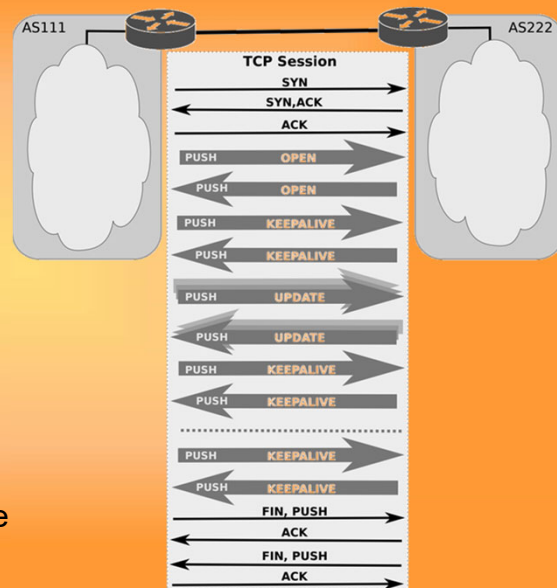 AS111
AS222
TCP Session
SYN
SYN,ACK
ACK
PUSH OPEN
PUSH OPEN
PUSH KEEPALIVE
PUSH KEEPALIVE
PUSH UPDATE
PUSH UPDATE
PUSH KEEPALIVE
PUSH KEEPALIVE
PUSH KEEPALIVE
PUSH KEEPALIVE
FIN, PUSH
ACK
FIN, PUSH
ACK